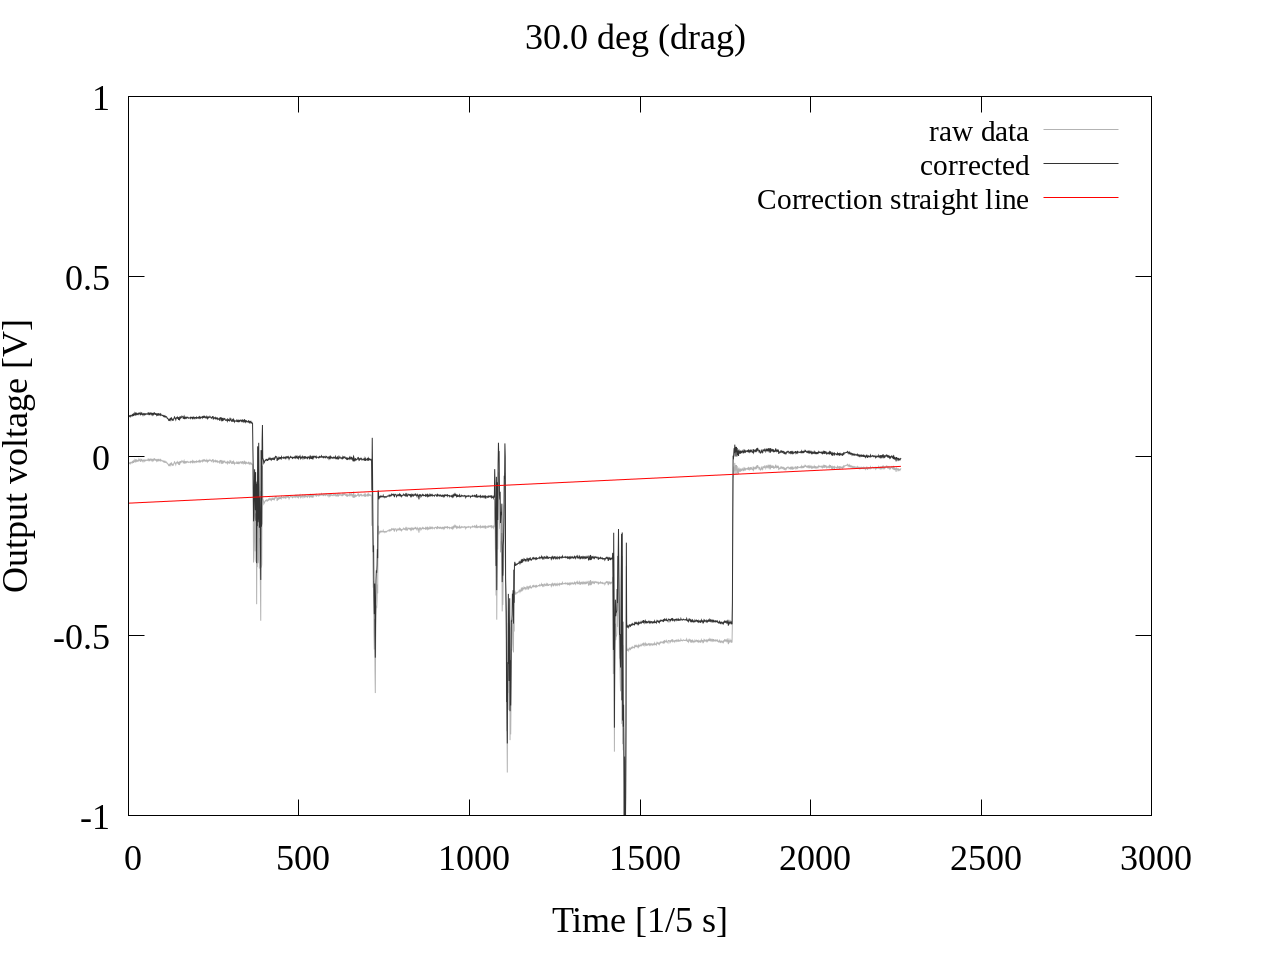 30.0 deg (drag)
raw data
corrected
Correction straight line
1
0.5
0
-0.5
-1
Output voltage [V]
0 500 1000 1500 2000 2500 3000
Time [1/5 s]